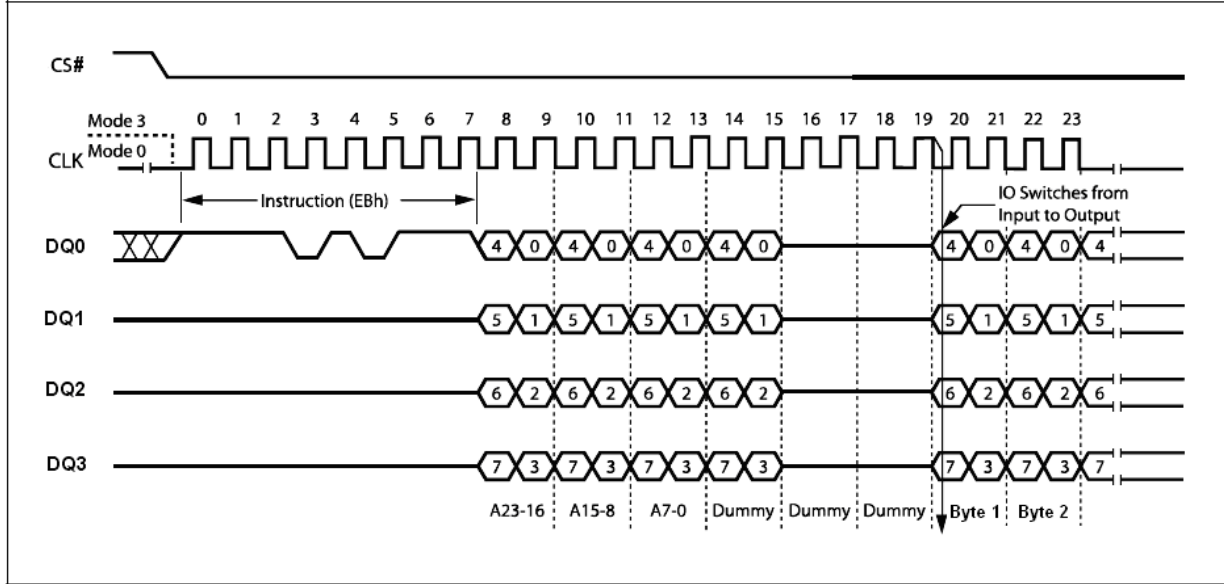 CS#
Mode 3
0 1 2 3 4 5 6 7 8 9 10 11 12 13 14 15 16 17 18 19 20 21 22 23
Mode 0
CLK
Instruction (EBh)
IO Switches from
Input to Output
DQ0 4 0 4 0 4 0 4 0 4 0 4 0 4
DQ1 5 1 5 1 5 1 5 1 5 1 5 1 5
DQ2 6 2 6 2 6 2 6 2 6 2 6 2 6
DQ3 7 3 7 3 7 3 7 3 7 3 7 3 7
A23-16 A15-8 A7-0 Dummy Dummy Dummy Byte 1 Byte 2